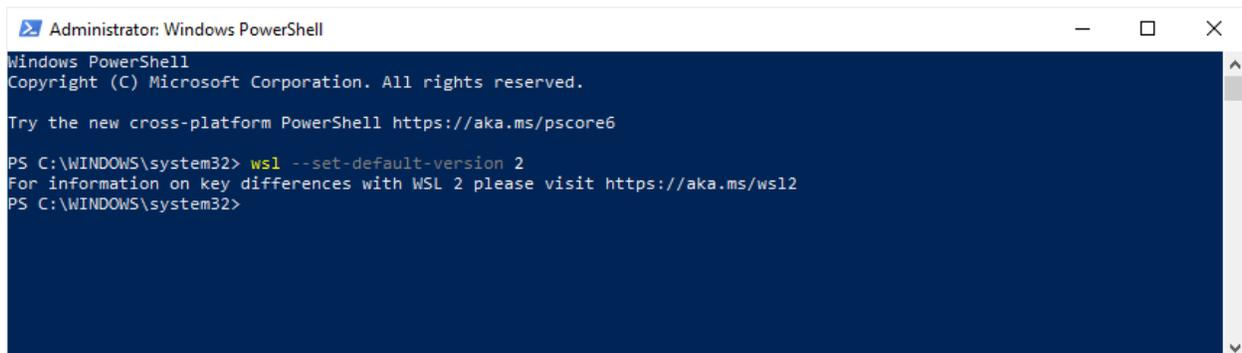 Administrator: Windows PowerShell
Windows PowerShell
Copyright (C) Microsoft Corporation. All rights reserved.
Try the new cross-platform PowerShell https://aka.ms/pscore6
PS C:\WINDOWS\system32> wsl --set-default-version 2
For information on key differences with WSL 2 please visit https://aka.ms/wsl2
PS C:\WINDOWS\system32>